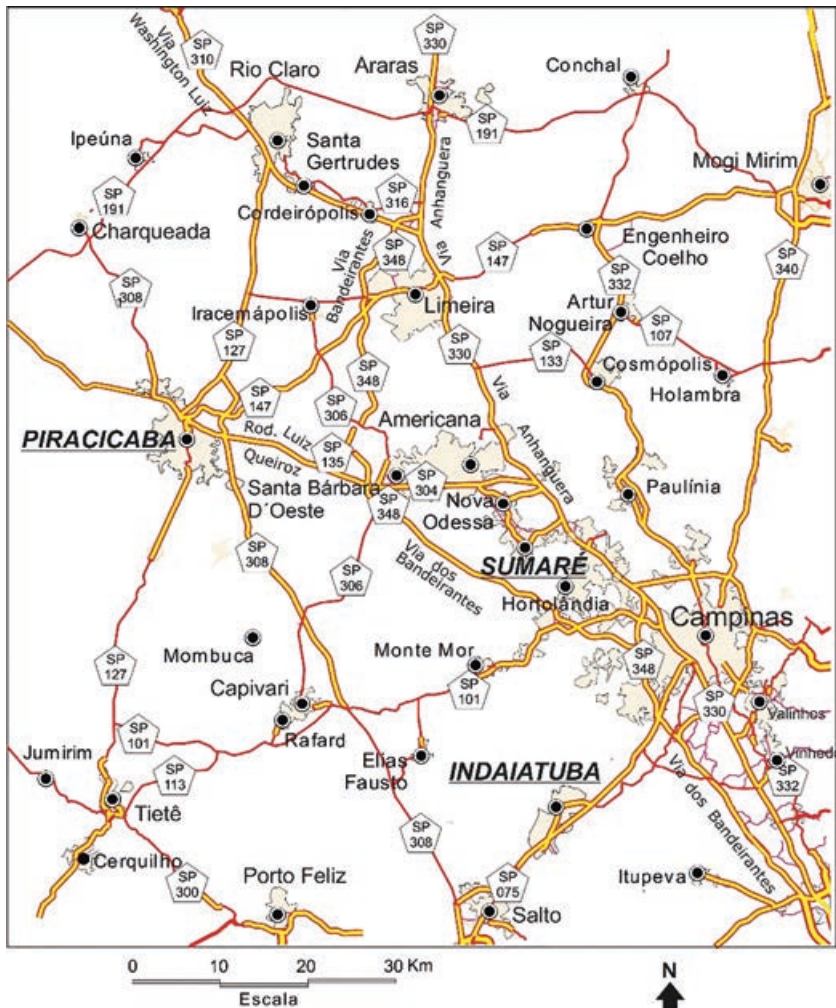 SP
330
SP
310
Via
Washington Luiz
Rio Claro
Araras
Conchal
SP
191
Ipeúna
Santa
Gertrudes
Anhanguera
Mogi Mirim
SP
191
SP
316
Cordeirópolis
Charqueada
Via
Bandeirantes
SP
348
Via
SP
147
Engenheiro
Coelho
SP
340
SP
308
SP
332
Limeira
Iracemápolis
Artur
Nogueira
SP
107
SP
127
SP
330
SP
133
Cosmópolis
Holambra
SP
348
Via
SP
147
SP
306
Americana
PIRACICABA
Rod. Luiz
Queiroz
SP
135
Anhanguera
SP
304
Santa Bárbara
D´Oeste
Nova
Odessa
Paulínia
SP
348
SP
308
Via dos
Bandeirantes
SUMARÉ
SP
306
Hortolândia
Campinas
Mombuca
Monte Mor
SP
348
SP
127
SP
101
Capivari
SP
330
Valinhos
Rafard
SP
101
Jumirim
Elias
Fausto
SP
113
INDAIATUBA
Vinhedo
SP
332
Via dos
Bandeirantes
Tietê
SP
308
Cerquilho
SP
300
Porto Feliz
SP
075
Itupeva
Salto
0 10 20 30 Km
Escala
N